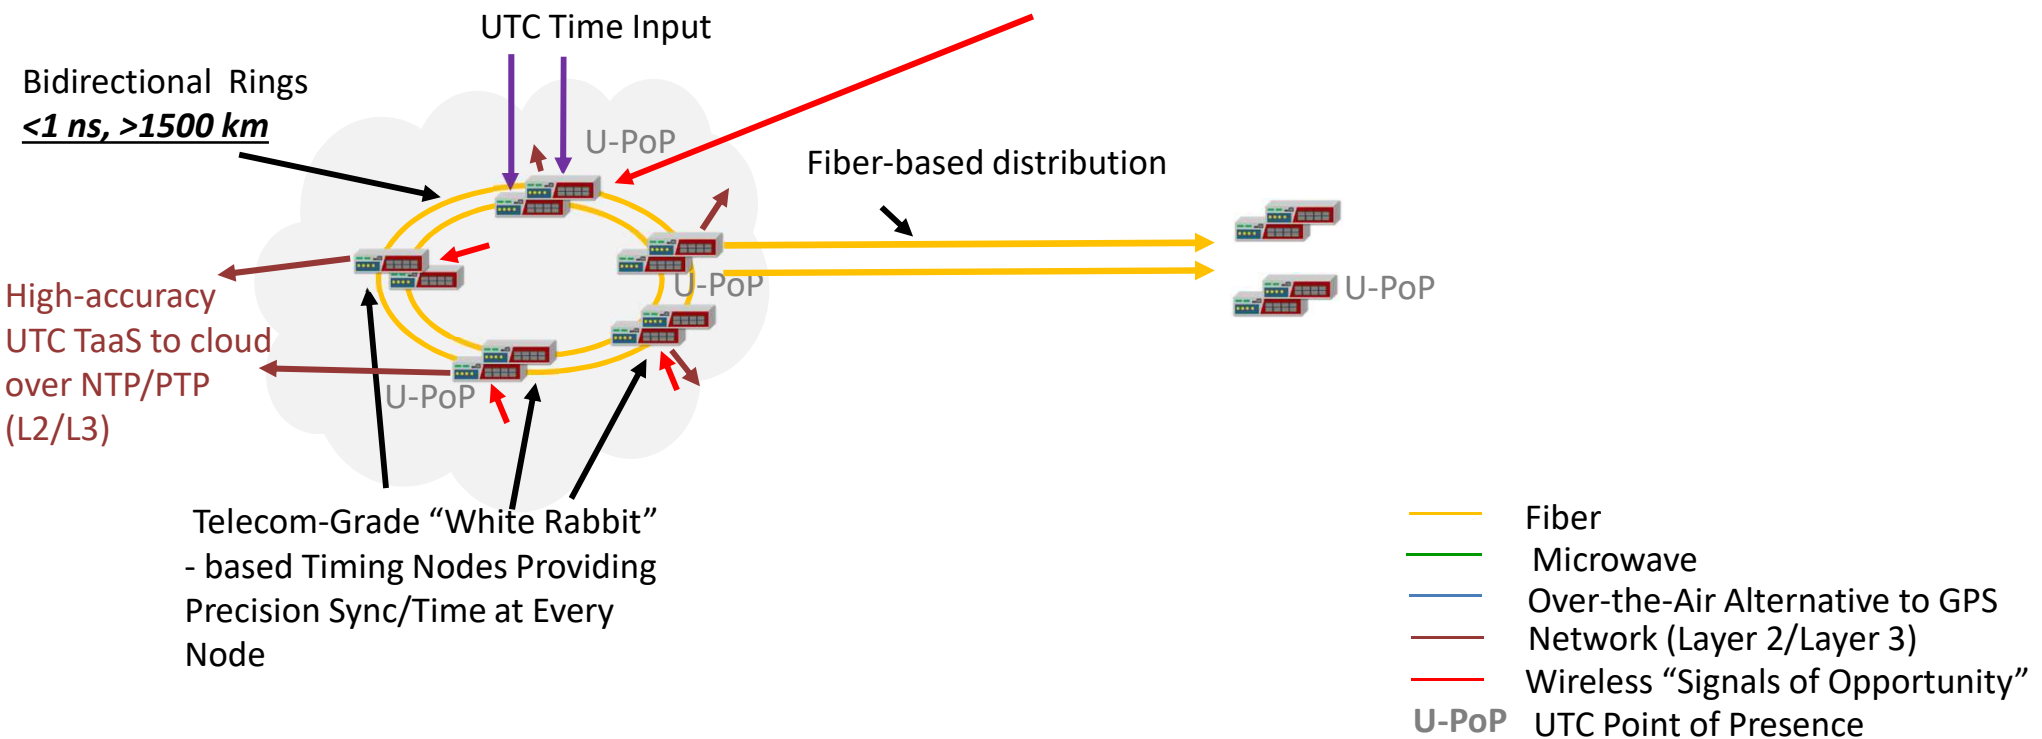 UTC Time Input
Bidirectional Rings
<1 ns, >1500 km
U-PoP
Fiber-based distribution
U-PoP
U-PoP
High-accuracy
UTC TaaS to cloud
over NTP/PTP
(L2/L3)
U-PoP
Telecom-Grade “White Rabbit”
- based Timing Nodes Providing
Precision Sync/Time at Every
Node
Fiber
Microwave
Over-the-Air Alternative to GPS
Network (Layer 2/Layer 3)
Wireless “Signals of Opportunity”
U-PoP UTC Point of Presence